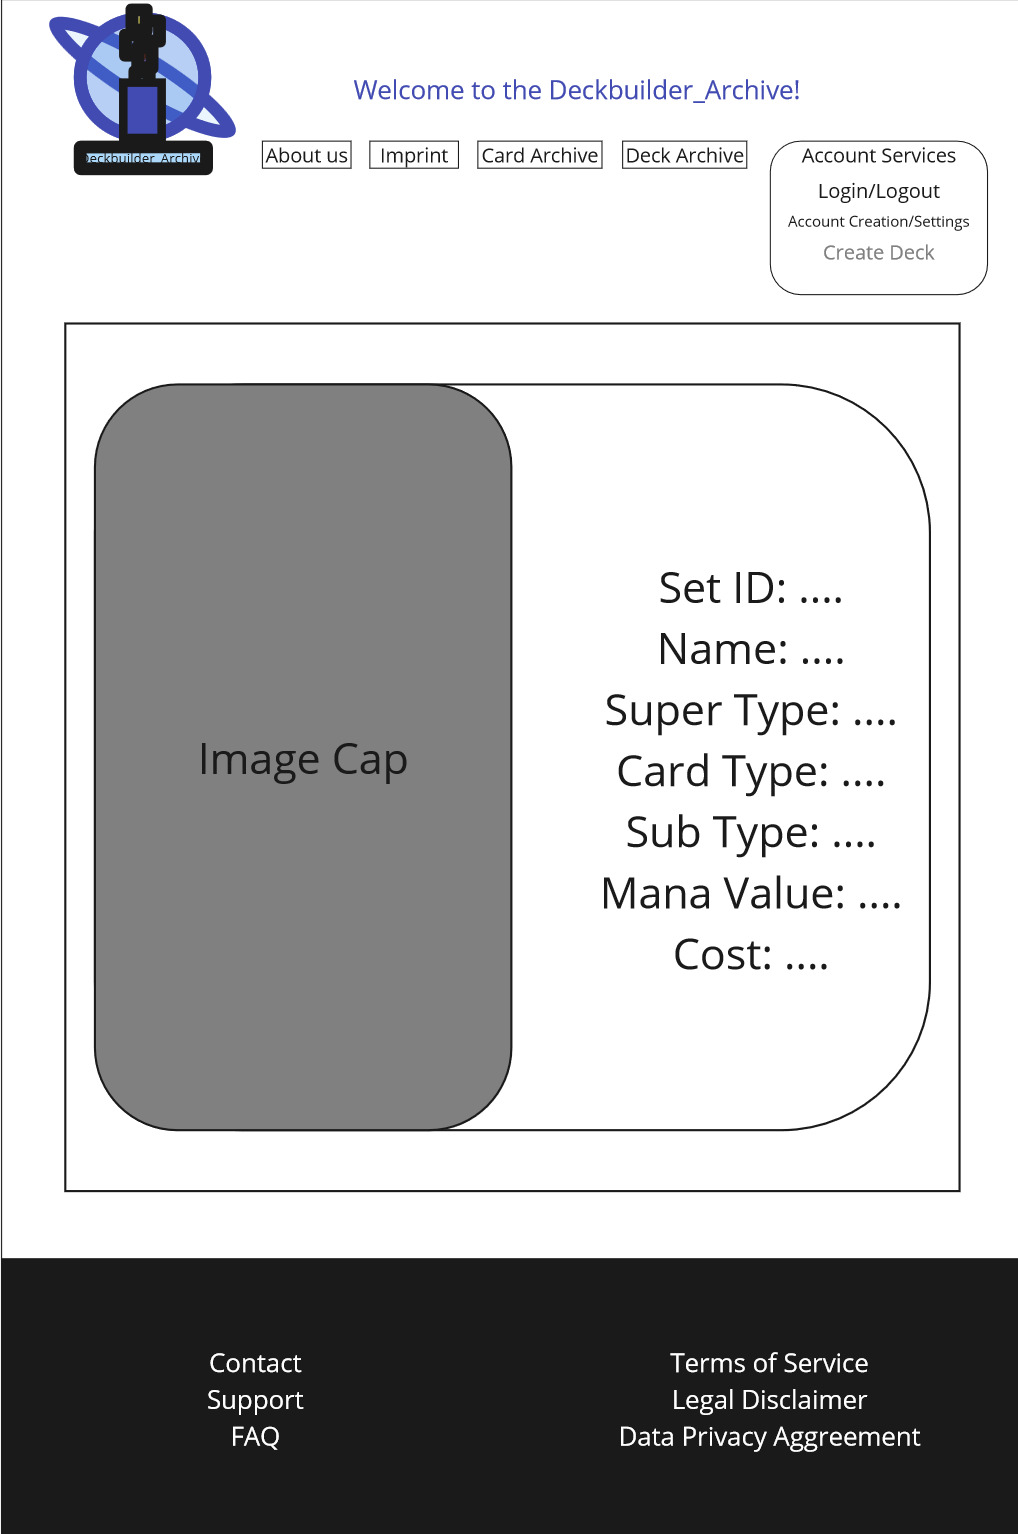 Welcome to the Deckbuilder_Archive!
Deckbuilder_Archiv
About us
Imprint
Card Archive
Deck Archive
Account Services
Login/Logout
Account Creation/Settings
Create Deck
Image Cap
Set ID: ....
Name: ....
Super Type: ....
Card Type: ....
Sub Type: ....
Mana Value: ....
Cost: ....
Contact
Support
FAQ
Terms of Service
Legal Disclaimer
Data Privacy Aggreement